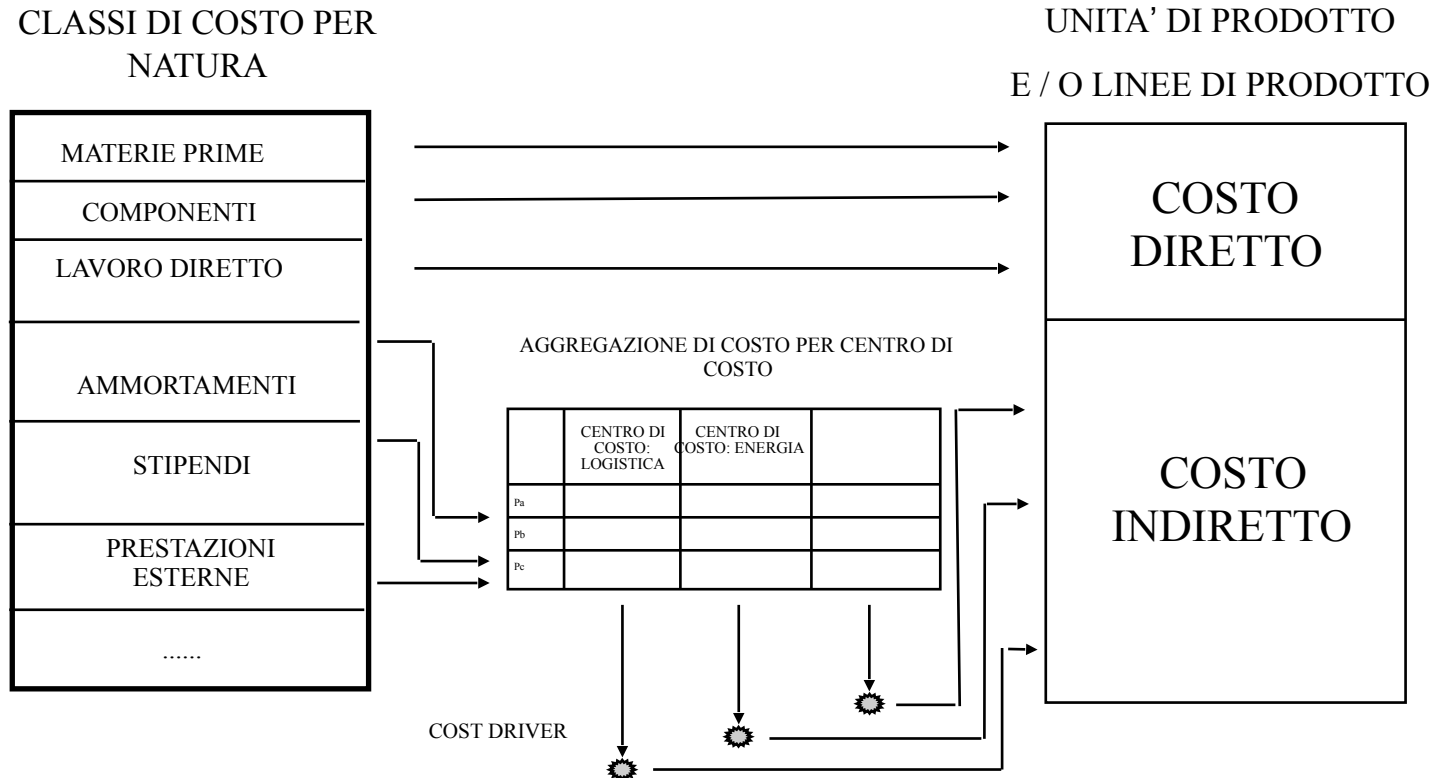 CLASSI DI COSTO PER
NATURA
UNITA’ DI PRODOTTO
E / O LINEE DI PRODOTTO
MATERIE PRIME
COMPONENTI
LAVORO DIRETTO
AMMORTAMENTI
STIPENDI
PRESTAZIONI
ESTERNE
......
AGGREGAZIONE DI COSTO PER CENTRO DI
COSTO
CENTRO DI
COSTO:
LOGISTICA
CENTRO DI
COSTO: ENERGIA
Pa
Pb
Pc
COST DRIVER
COSTO
DIRETTO
COSTO
INDIRETTO